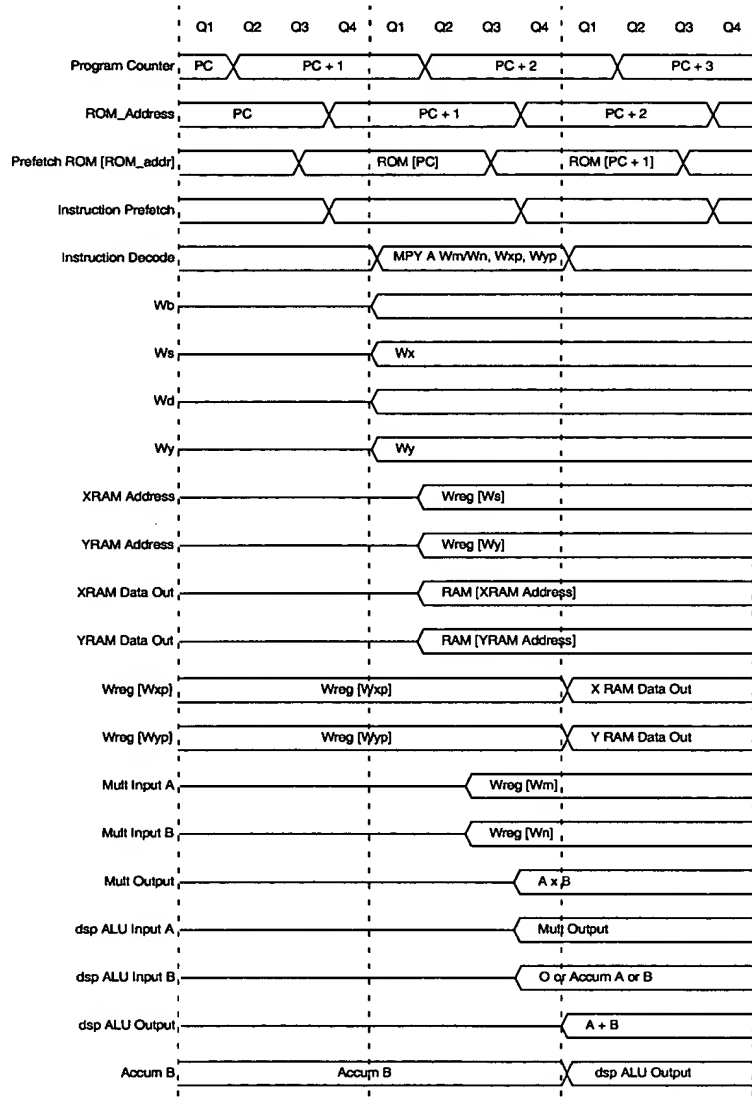 Q1 Q2 Q3 Q4 Q1 Q2 Q3 Q4 Q1 Q2 Q3 Q4
Program Counter PC PC + 1 PC + 2 PC + 3
ROM_Address PC PC + 1 PC + 2
Prefetch ROM [ROM_addr] ROM [PC] ROM [PC + 1]
Instruction Prefetch
Instruction Decode MPY A Wm/Wn, Wxp, Wyp
Wb
Ws Wx
Wd
Wy Wy
XRAM Address Wreg [Ws]
YRAM Address Wreg [Wy]
XRAM Data Out RAM [XRAM Address]
YRAM Data Out RAM [YRAM Address]
Wreg [Wxp] Wreg [Wxp] X RAM Data Out
Wreg [Wyp] Wreg [Wyp] Y RAM Data Out
Mult Input A Wreg [Wm]
Mult Input B Wreg [Wn]
Mult Output A x B
dsp ALU Input A Mult Output
dsp ALU Input B O or Accum A or B
dsp ALU Output A + B
Accum B Accum B dsp ALU Output